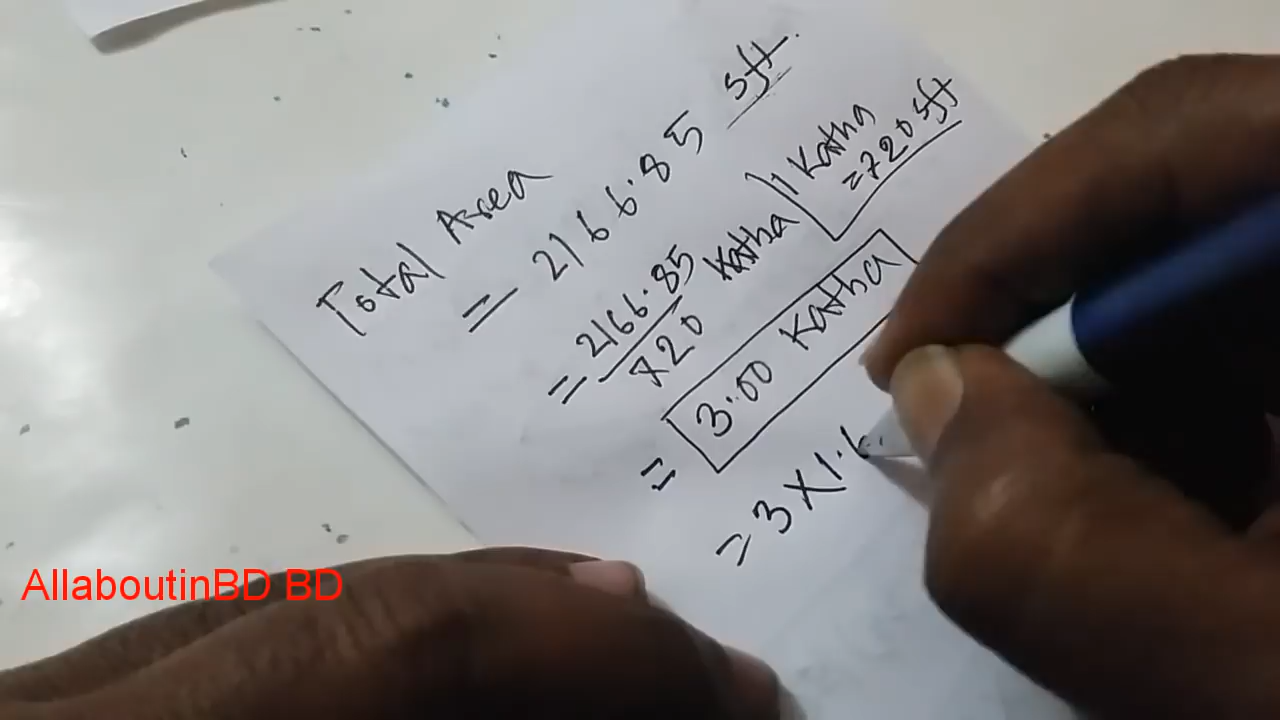 Total Area
= 2166.85 sft.
= 2166.85/720 Katha
1 Katha
= 720 sft
= 3.00 Katha
= 3 X 1.6
AllaboutinBD BD